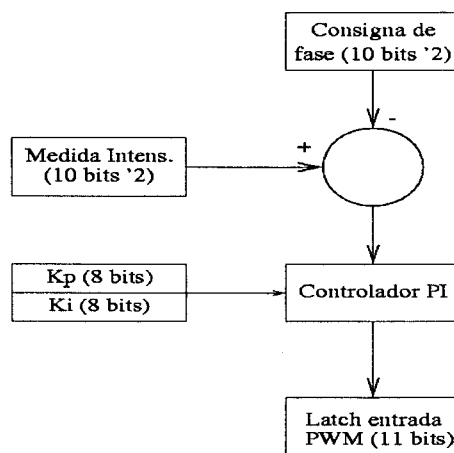 Consigna de
fase (10 bits `2)
-
+
Medida Intens.
(10 bits `2)
Kp (8 bits)
Ki (8 bits)
Controlador PI
Latch entrada
PWM (11 bits)